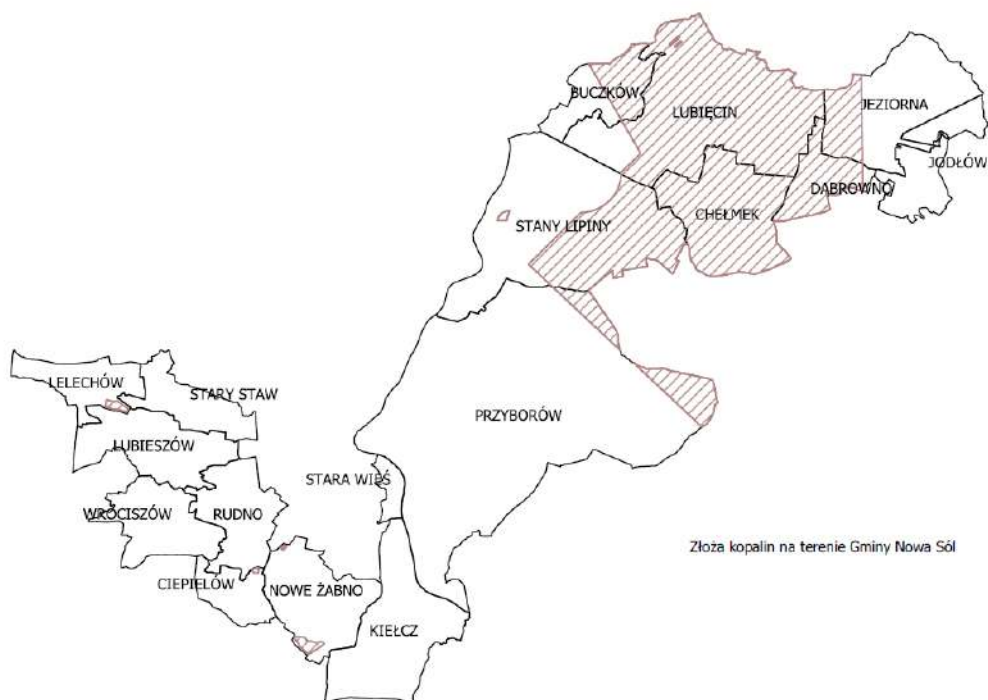 BUCZKÓW
LUBIĘCIN
JEZIORNA
JODŁÓW
DĄBROWNO
CHEŁMEK
STANY LIPINY
LELECHÓW
STARY STAW
PRZYBORÓW
LUBIESZÓW
STARA WIEŚ
WRÓCISZÓW
RUDNO
Złoża kopalin na terenie Gminy Nowa Sól
CIEPIELÓW
NOWE ŻABNO
KIEŁCZ